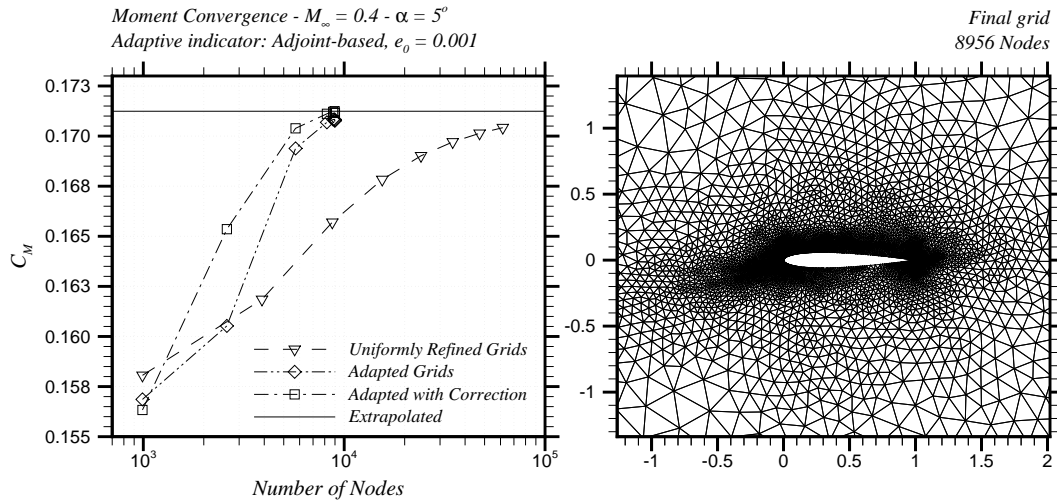 Moment Convergence - M∞ = 0.4 - α = 5°
Adaptive indicator: Adjoint-based, e₀ = 0.001
Final grid
8956 Nodes
0.173
0.170
0.168
0.165
0.163
0.160
0.158
0.155
C_M
Uniformly Refined Grids
Adapted Grids
Adapted with Correction
Extrapolated
10³
10⁴
10⁵
Number of Nodes
1
0.5
0
-0.5
-1
-1
-0.5
0
0.5
1
1.5
2